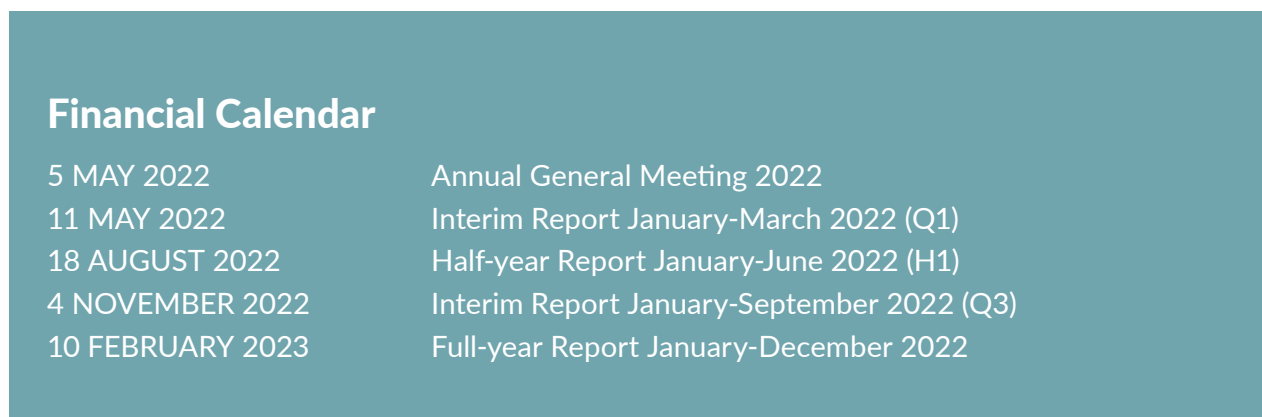 Financial Calendar
5 MAY 2022 Annual General Meeting 2022
11 MAY 2022 Interim Report January-March 2022 (Q1)
18 AUGUST 2022 Half-year Report January-June 2022 (H1)
4 NOVEMBER 2022 Interim Report January-September 2022 (Q3)
10 FEBRUARY 2023 Full-year Report January-December 2022